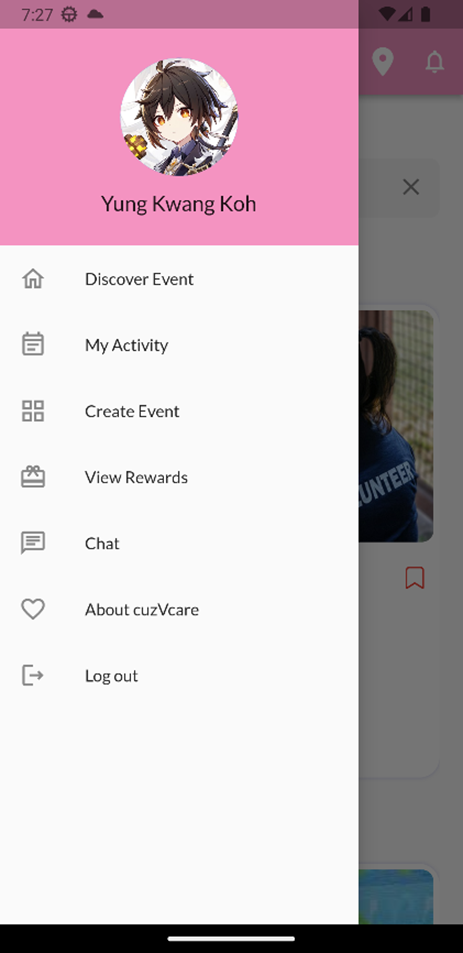 7:27
Yung Kwang Koh
Discover Event
My Activity
Create Event
View Rewards
Chat
About cuzVcare
Log out
UNTEER